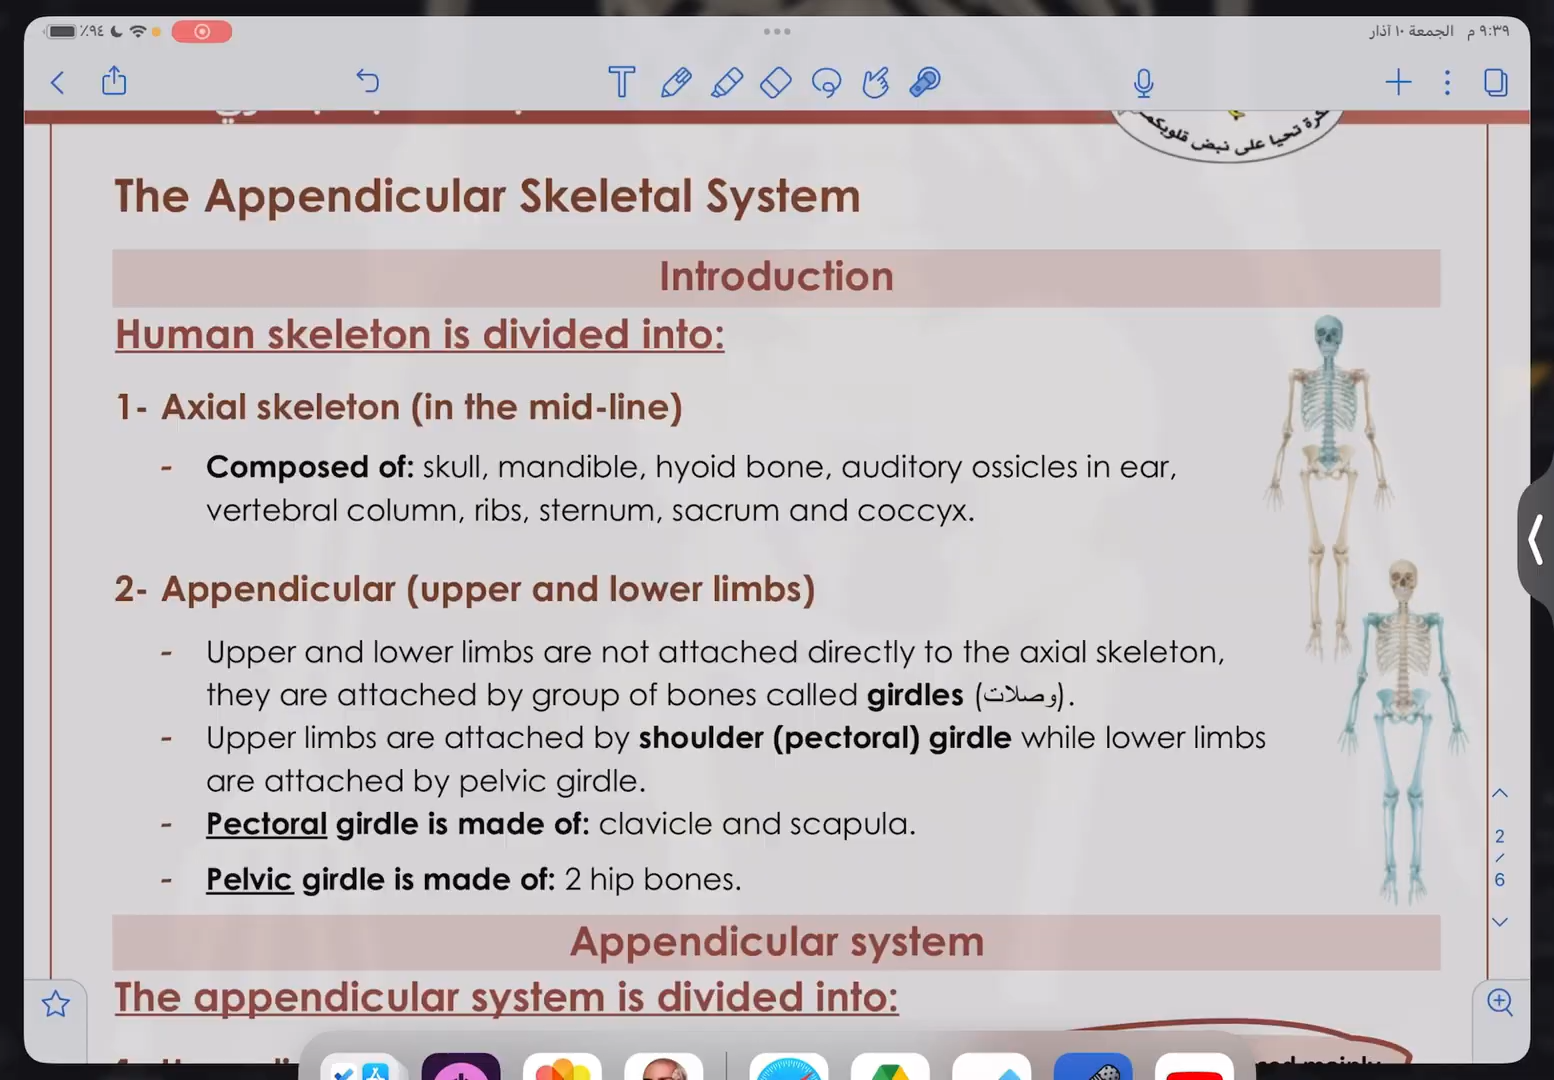 ٪٩٤
٩:٣٩ م الجمعة ١٠ آذار
تحيا على نبض قلوبكم
The Appendicular Skeletal System
Introduction
Human skeleton is divided into:
1- Axial skeleton (in the mid-line)
- Composed of: skull, mandible, hyoid bone, auditory ossicles in ear,
vertebral column, ribs, sternum, sacrum and coccyx.
2- Appendicular (upper and lower limbs)
- Upper and lower limbs are not attached directly to the axial skeleton,
they are attached by group of bones called girdles (وصلات).
- Upper limbs are attached by shoulder (pectoral) girdle while lower limbs
are attached by pelvic girdle.
- Pectoral girdle is made of: clavicle and scapula.
- Pelvic girdle is made of: 2 hip bones.
2
/
6
Appendicular system
The appendicular system is divided into:
mainly